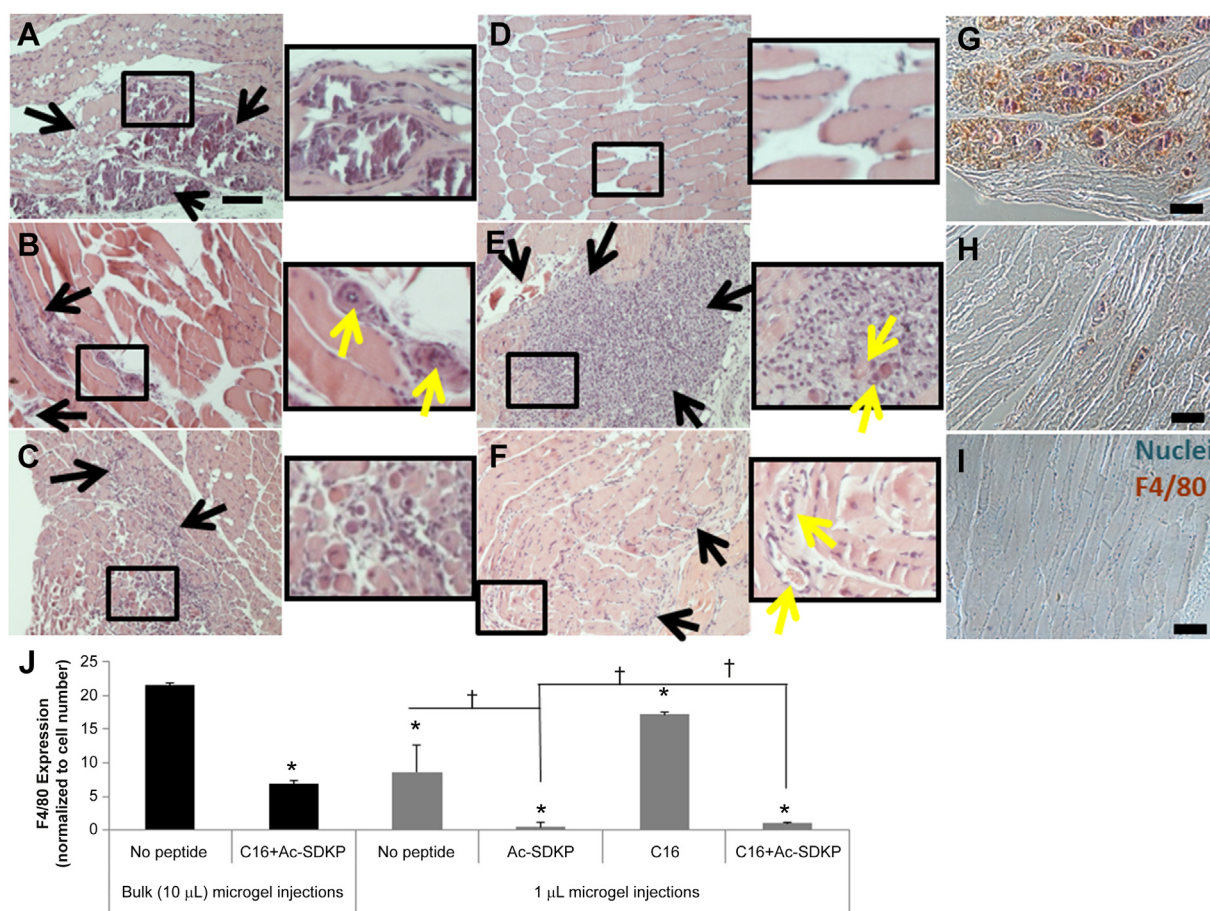 A
D
G
B
E
H
C
F
I
Nuclei
F4/80
J
F4/80 Expression
(normalized to cell number)
25
20
15
10
5
0
†
†
†
*
*
*
*
*
No peptide
C16+Ac-SDKP
No peptide
Ac-SDKP
C16
C16+Ac-SDKP
Bulk (10 μL) microgel injections
1 μL microgel injections